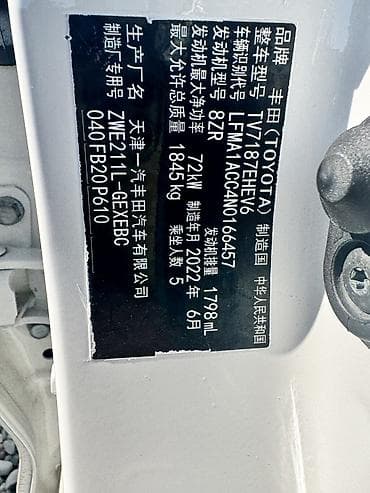 品牌 丰田(TOYOTA) 制造国 中华人民共和国
整车型号 TV7187EHEV6
车辆识别代号 LFMA1ACC4N0166457
发动机型号 8ZR 发动机排量 1798mL
发动机最大净功率 72kW 制造年月 2022年6月
最大允许总质量 1845kg 乘坐人数 5
生产厂名 天津一汽丰田汽车有限公司
制造厂专用号 ZWE211L-GEXEBC
040FB20P610